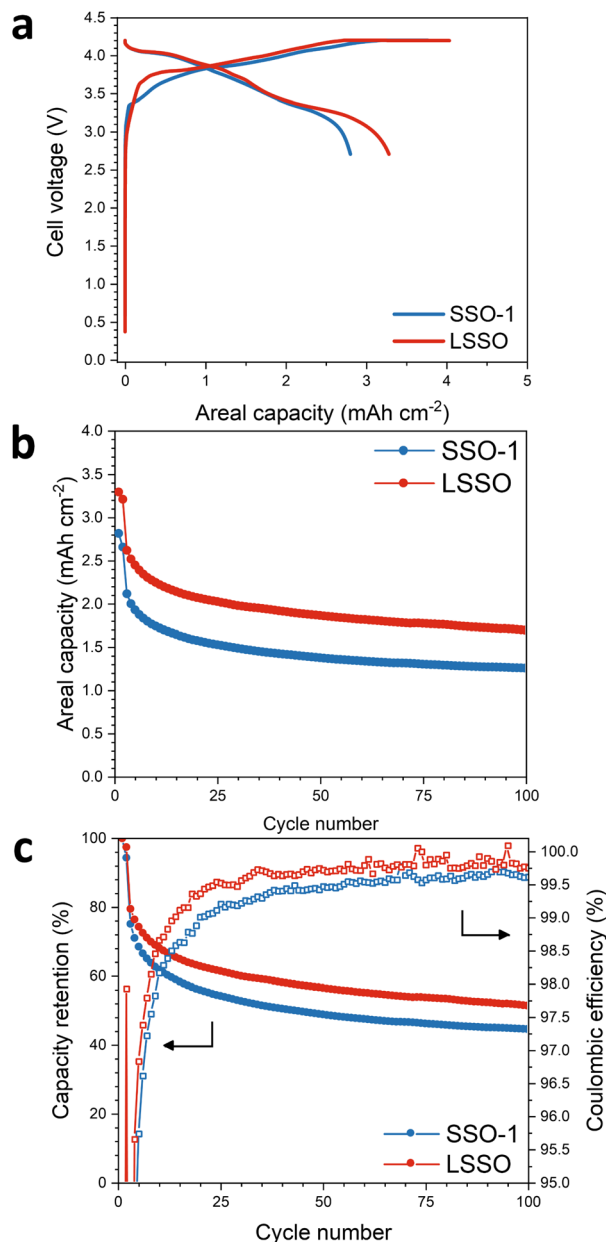 a
4.5
4.0
3.5
3.0
2.5
2.0
1.5
1.0
0.5
0.0
Cell voltage (V)
SSO-1
LSSO
0 1 2 3 4 5
Areal capacity (mAh cm⁻²)
b
4.0
3.5
3.0
2.5
2.0
1.5
1.0
0.5
0.0
Areal capacity (mAh cm⁻²)
SSO-1
LSSO
0 25 50 75 100
Cycle number
c
100
80
60
40
20
0
Capacity retention (%)
100.0
99.5
99.0
98.5
98.0
97.5
97.0
96.5
96.0
95.5
95.0
Coulombic efficiency (%)
SSO-1
LSSO
0 25 50 75 100
Cycle number